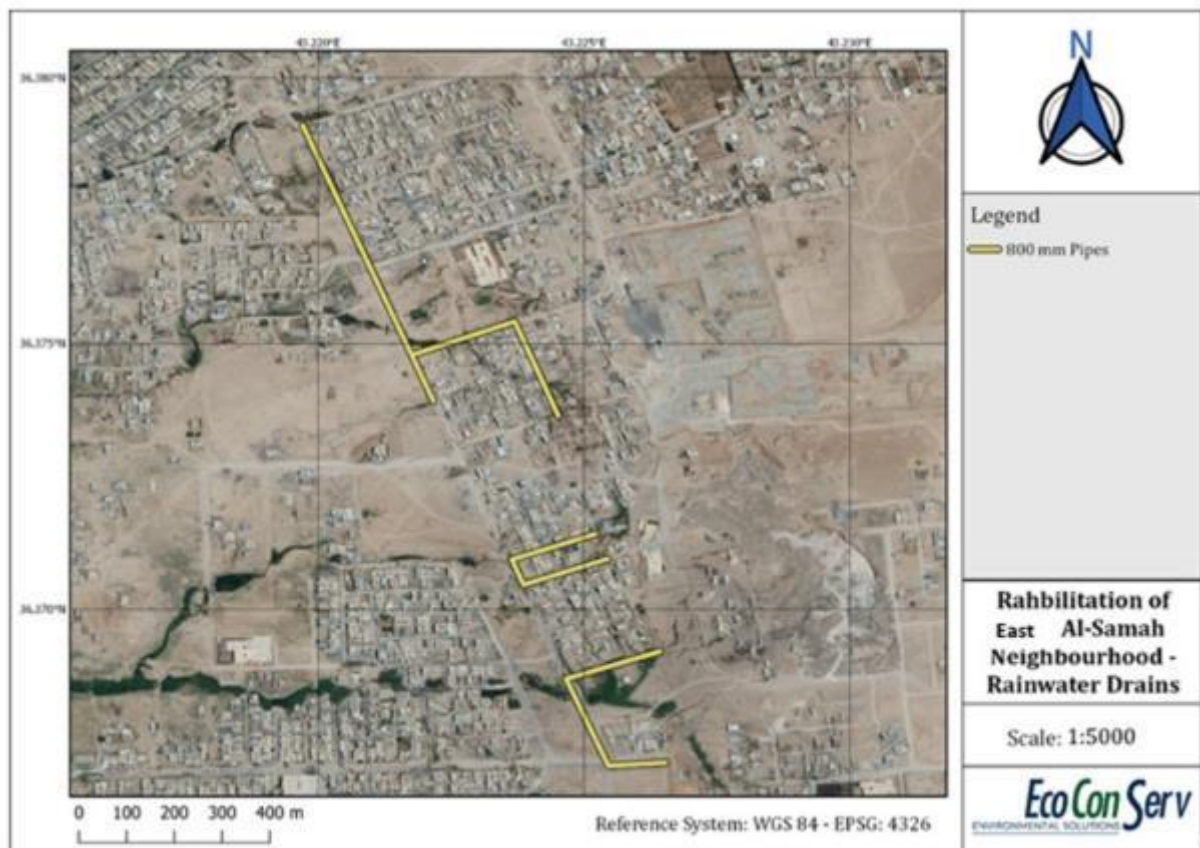 43.220°E 43.225°E 43.230°E
36.380°N
36.375°N
36.370°N
N
Legend
800 mm Pipes
Rahbilitation of
East Al-Samah
Neighbourhood -
Rainwater Drains
Scale: 1:5000
0 100 200 300 400 m
Reference System: WGS 84 - EPSG: 4326
EcoConServ
ENVIRONMENTAL SOLUTIONS